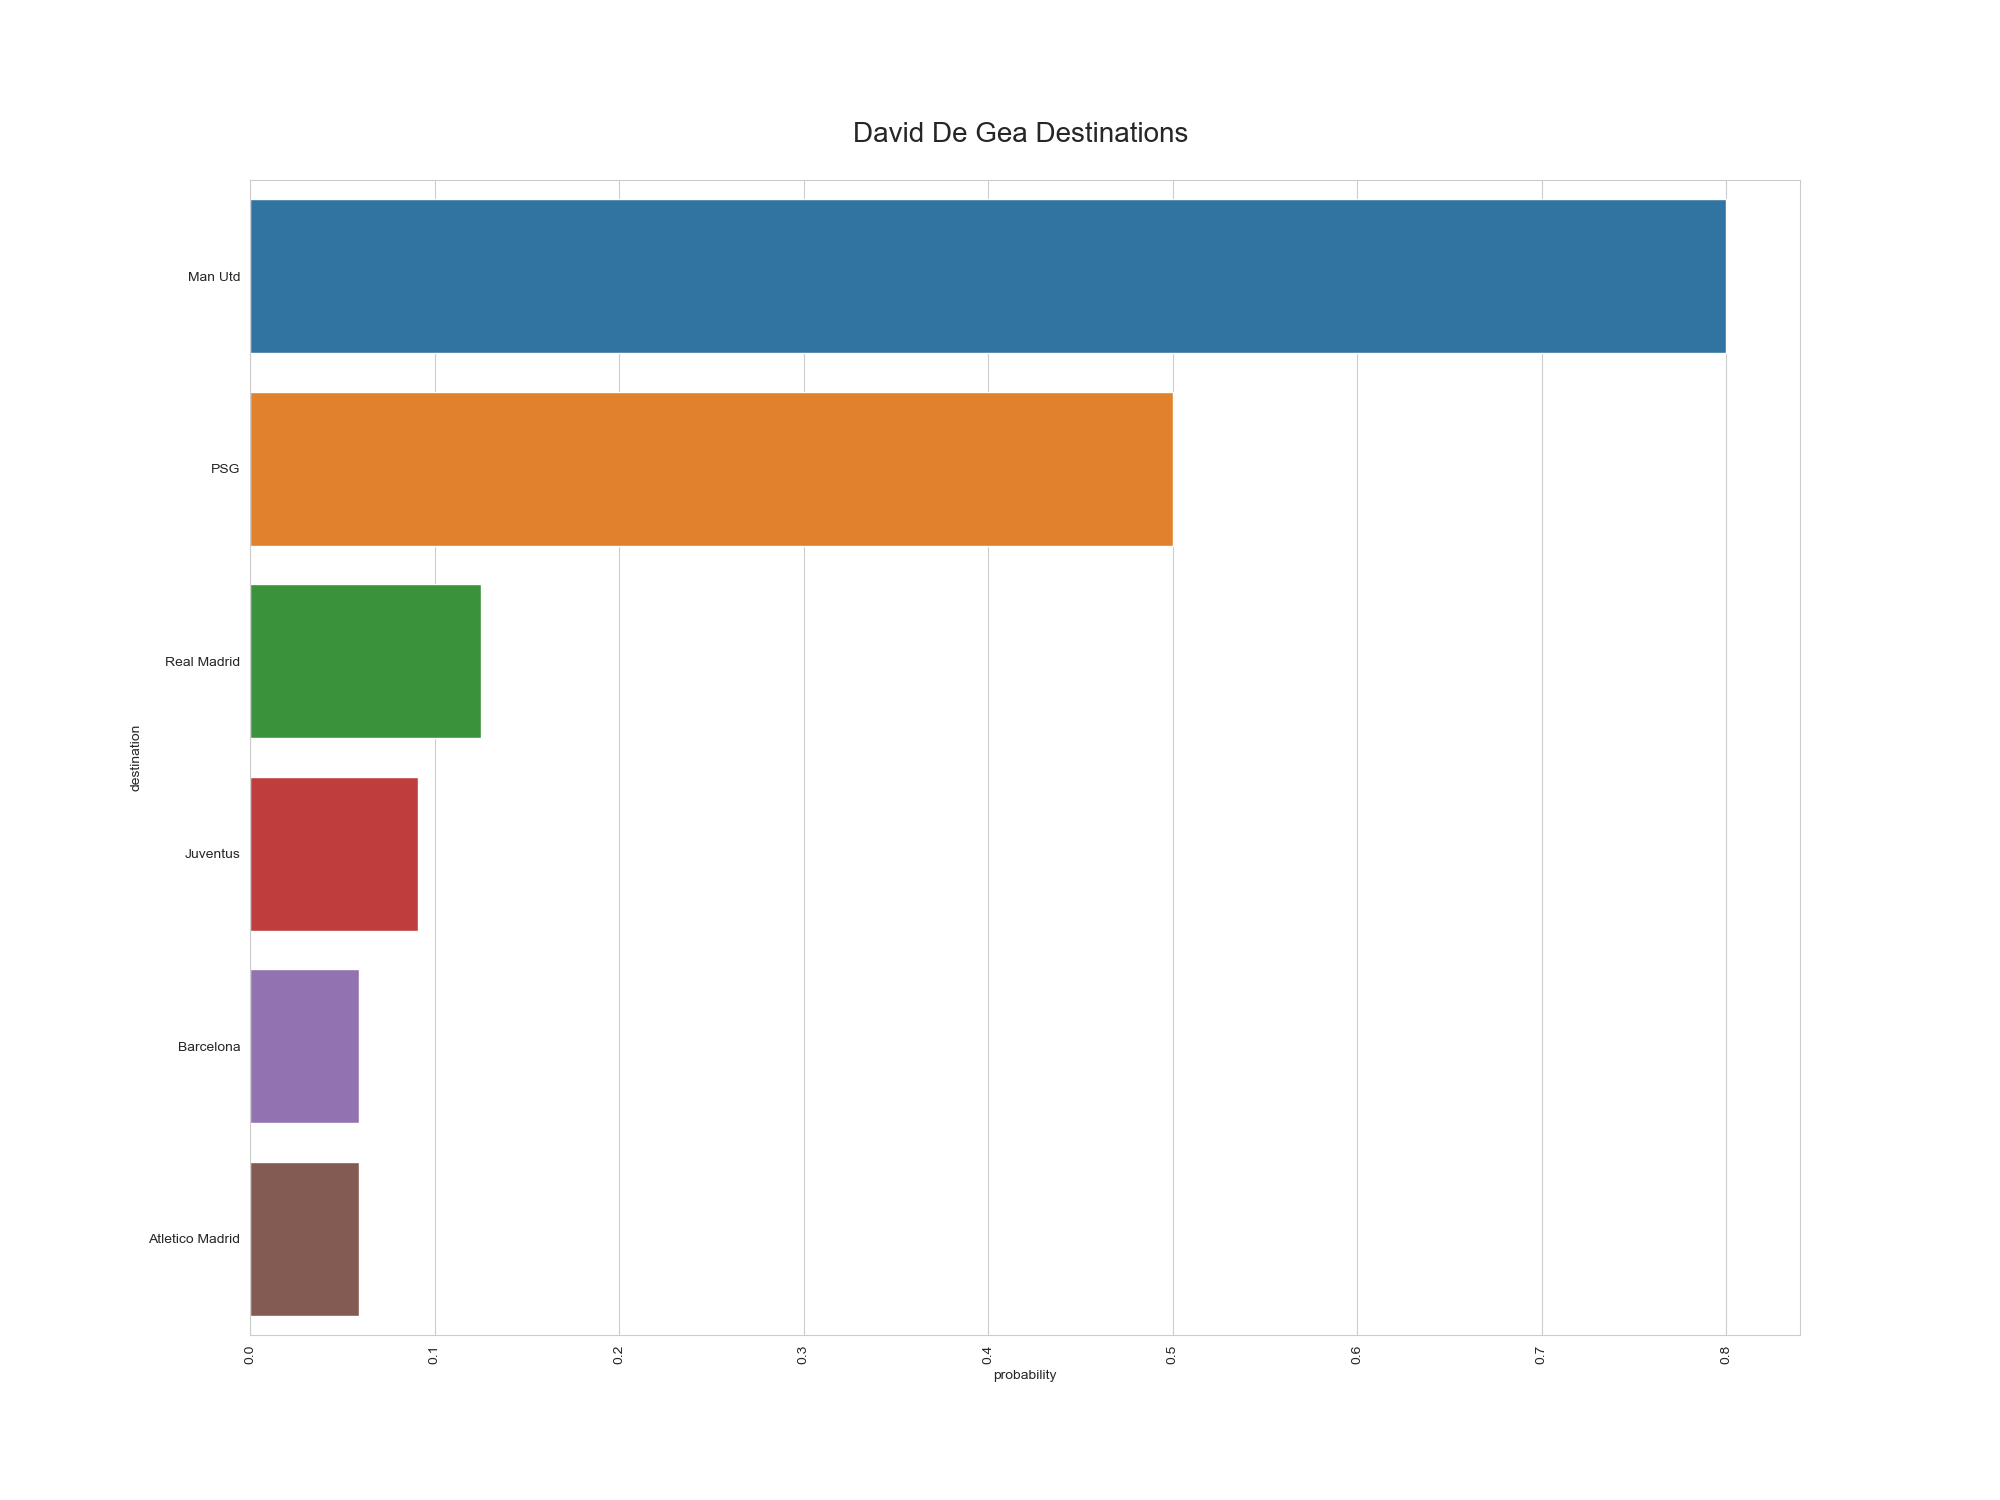 David De Gea Destinations
Man Utd
PSG
Real Madrid
Juventus
Barcelona
Atletico Madrid
destination
0.0 0.1 0.2 0.3 0.4 0.5 0.6 0.7 0.8
probability